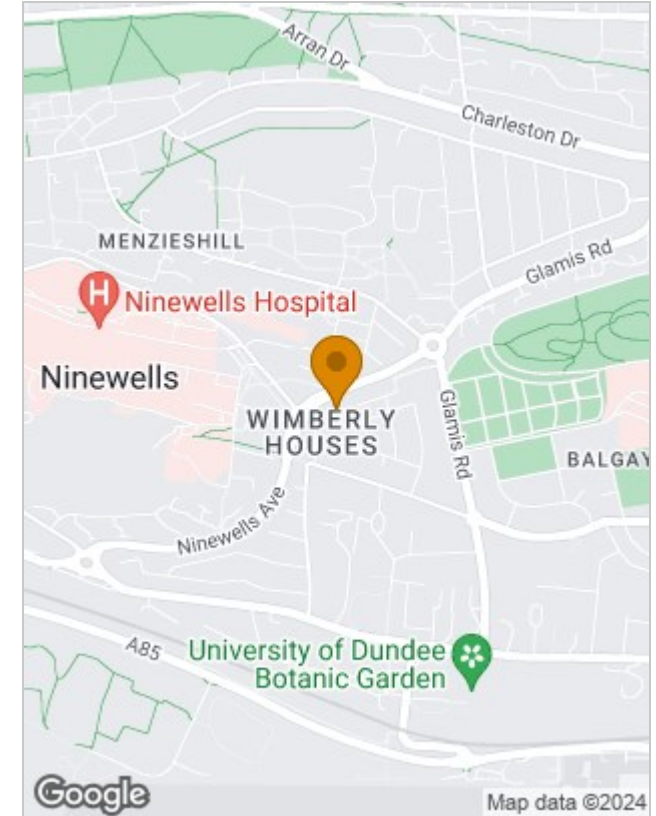 Arran Dr
Charleston Dr
MENZIESHILL
Glamis Rd
H
Ninewells Hospital
Ninewells
WIMBERLY
HOUSES
Glamis Rd
BALGAY
Ninewells Ave
A85
University of Dundee
Botanic Garden
Google
Map data ©2024